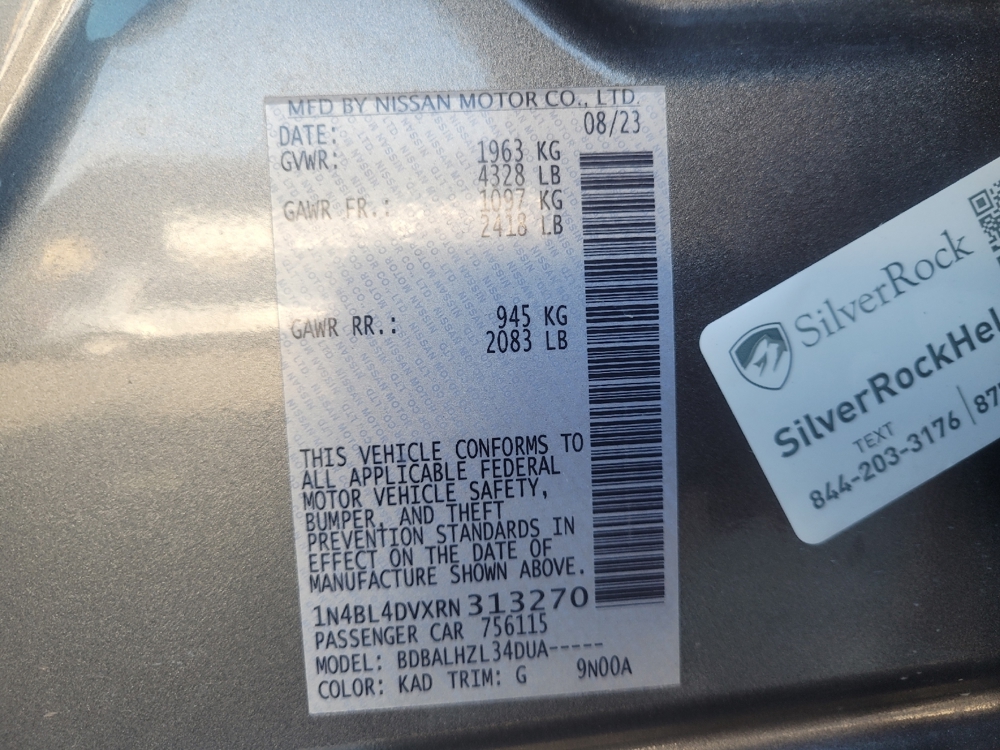 MFD BY NISSAN MOTOR CO., LTD.
DATE: 08/23
GVWR: 1963 KG
4328 LB
GAWR FR.: 1097 KG
2418 LB
GAWR RR.: 945 KG
2083 LB
THIS VEHICLE CONFORMS TO
ALL APPLICABLE FEDERAL
MOTOR VEHICLE SAFETY,
BUMPER, AND THEFT
PREVENTION STANDARDS IN
EFFECT ON THE DATE OF
MANUFACTURE SHOWN ABOVE.
1N4BL4DVXRN313270
PASSENGER CAR 756115
MODEL: BDBALHZL34DUA-----
COLOR: KAD TRIM: G 9N00A
SilverRock
SilverRockHel
TEXT
844-203-3176 | 87